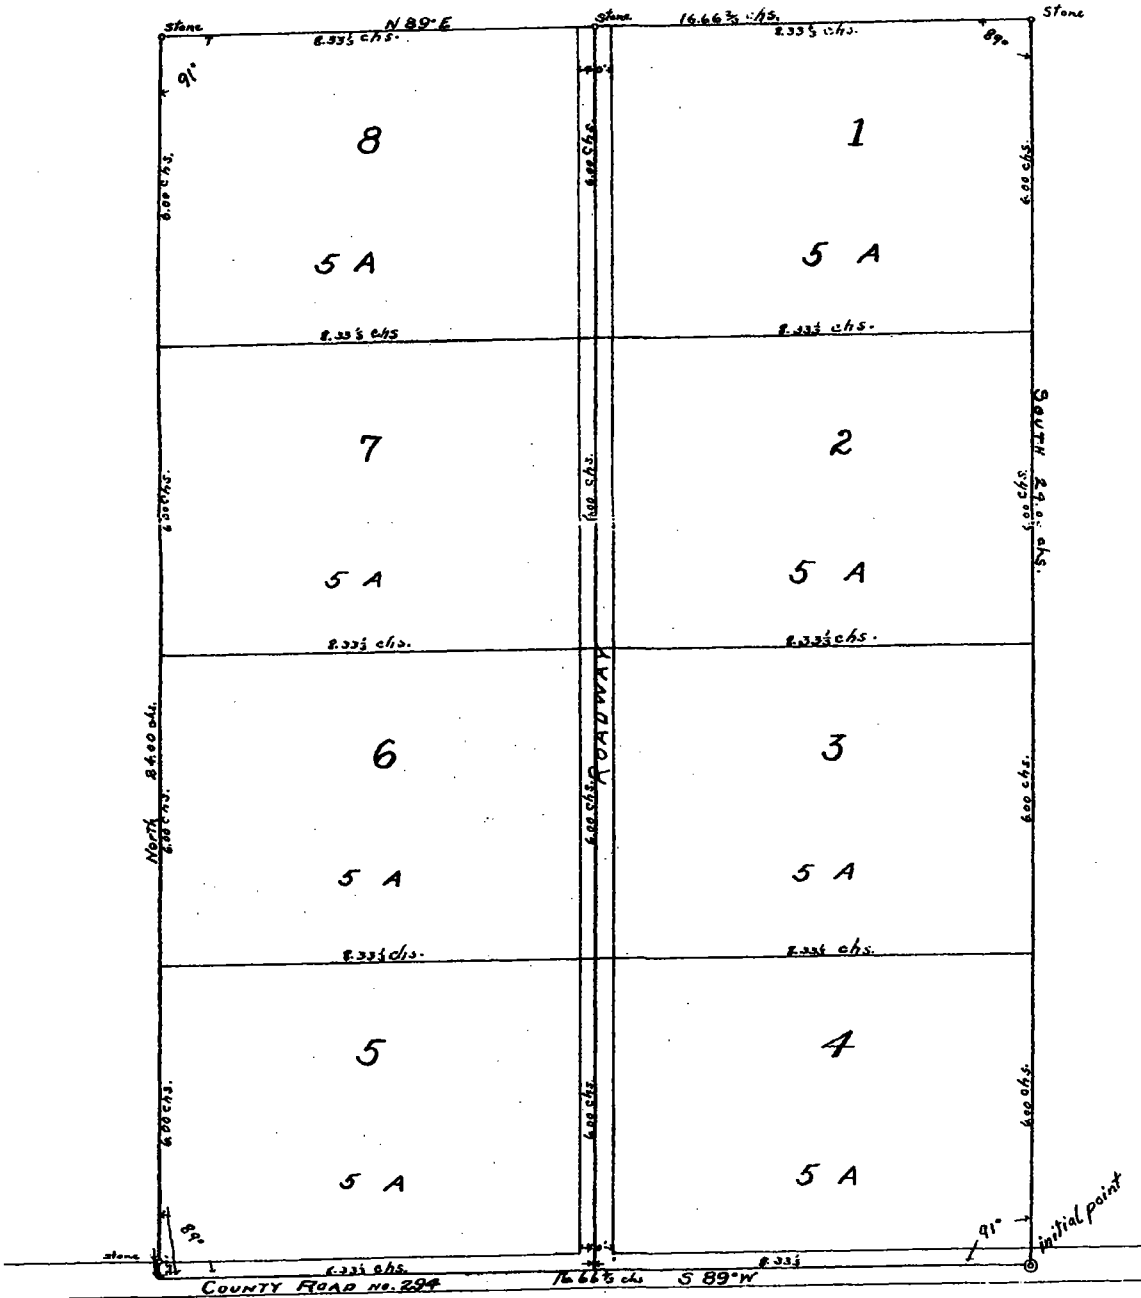 Stone
N 89° E
Stone
16.66⅔ chs.
Stone
8.33⅓ chs.
8.33⅓ chs.
89°
91°
8
1
6.00 chs.
6.00 chs.
6.00 chs.
5 A
5 A
8.33⅓ chs
8.33⅓ chs.
7
2
SOUTH
6.00 chs.
6.00 chs.
6.00 chs.
5 A
5 A
8.33⅓ chs.
8.33⅓ chs.
ROADWAY
North 24.00 chs.
6
3
6.00 chs.
6.00 chs.
6.00 chs.
5 A
5 A
8.33⅓ chs.
8.33⅓ chs.
5
4
6.00 chs.
6.00 chs.
6.00 chs.
5 A
5 A
89°
91°
initial point
stone
8.33⅓ chs.
8.33⅓
COUNTY ROAD NO. 294
16.66⅔ chs
S 89° W